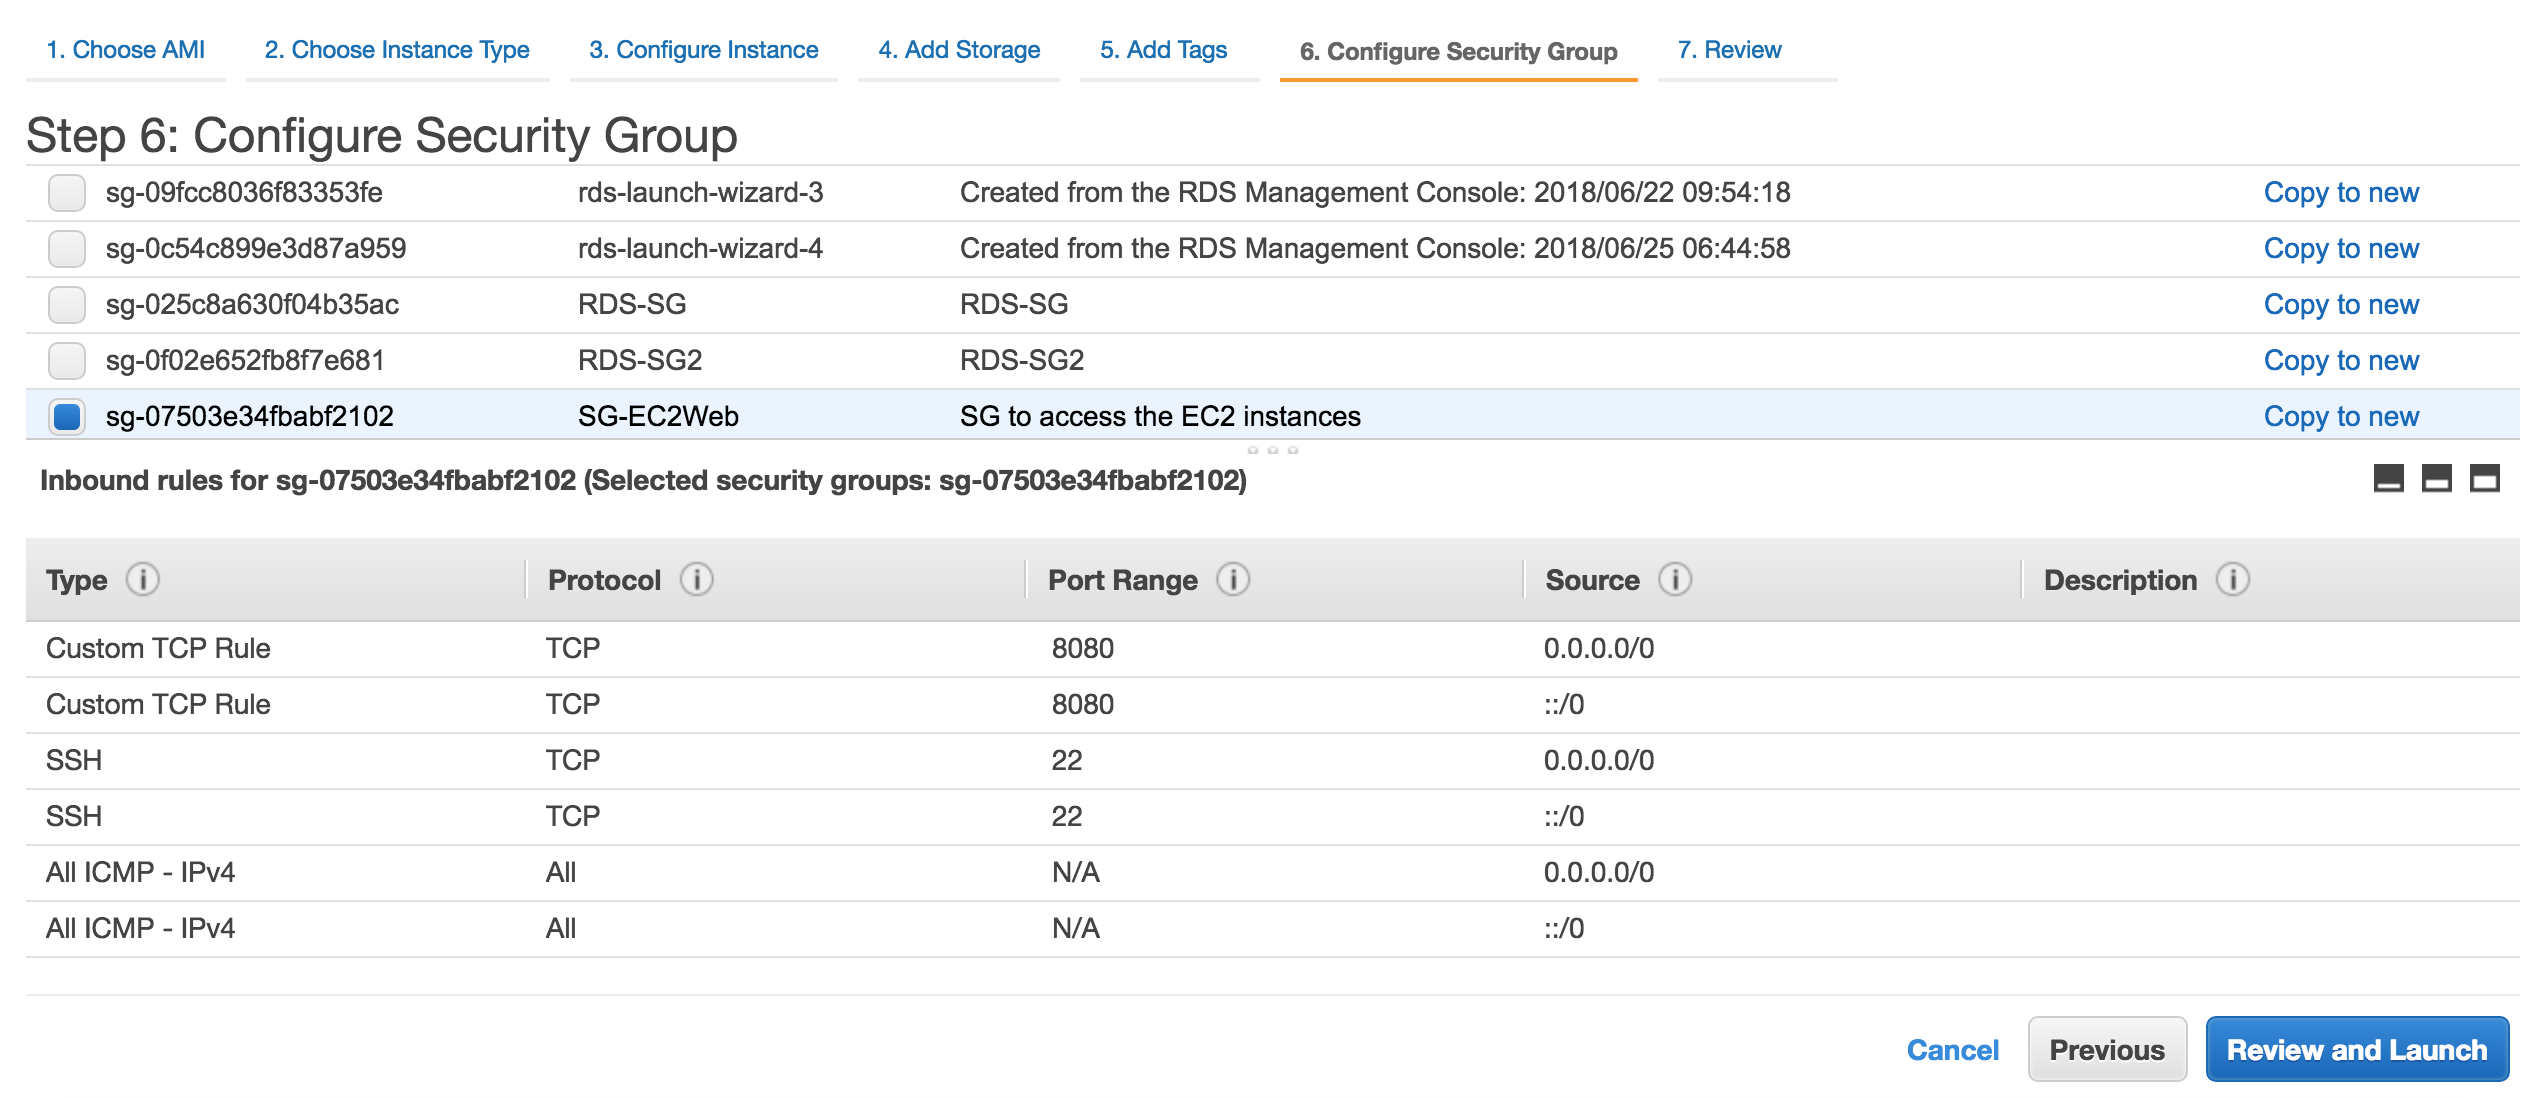 1. Choose AMI 2. Choose Instance Type 3. Configure Instance 4. Add Storage 5. Add Tags 6. Configure Security Group 7. Review
Step 6: Configure Security Group
sg-09fcc8036f83353fe rds-launch-wizard-3 Created from the RDS Management Console: 2018/06/22 09:54:18 Copy to new
sg-0c54c899e3d87a959 rds-launch-wizard-4 Created from the RDS Management Console: 2018/06/25 06:44:58 Copy to new
sg-025c8a630f04b35ac RDS-SG RDS-SG Copy to new
sg-0f02e652fb8f7e681 RDS-SG2 RDS-SG2 Copy to new
sg-07503e34fbabf2102 SG-EC2Web SG to access the EC2 instances Copy to new
Inbound rules for sg-07503e34fbabf2102 (Selected security groups: sg-07503e34fbabf2102)
Type i Protocol i Port Range i Source i Description i
Custom TCP Rule TCP 8080 0.0.0.0/0
Custom TCP Rule TCP 8080 ::/0
SSH TCP 22 0.0.0.0/0
SSH TCP 22 ::/0
All ICMP - IPv4 All N/A 0.0.0.0/0
All ICMP - IPv4 All N/A ::/0
Cancel Previous Review and Launch